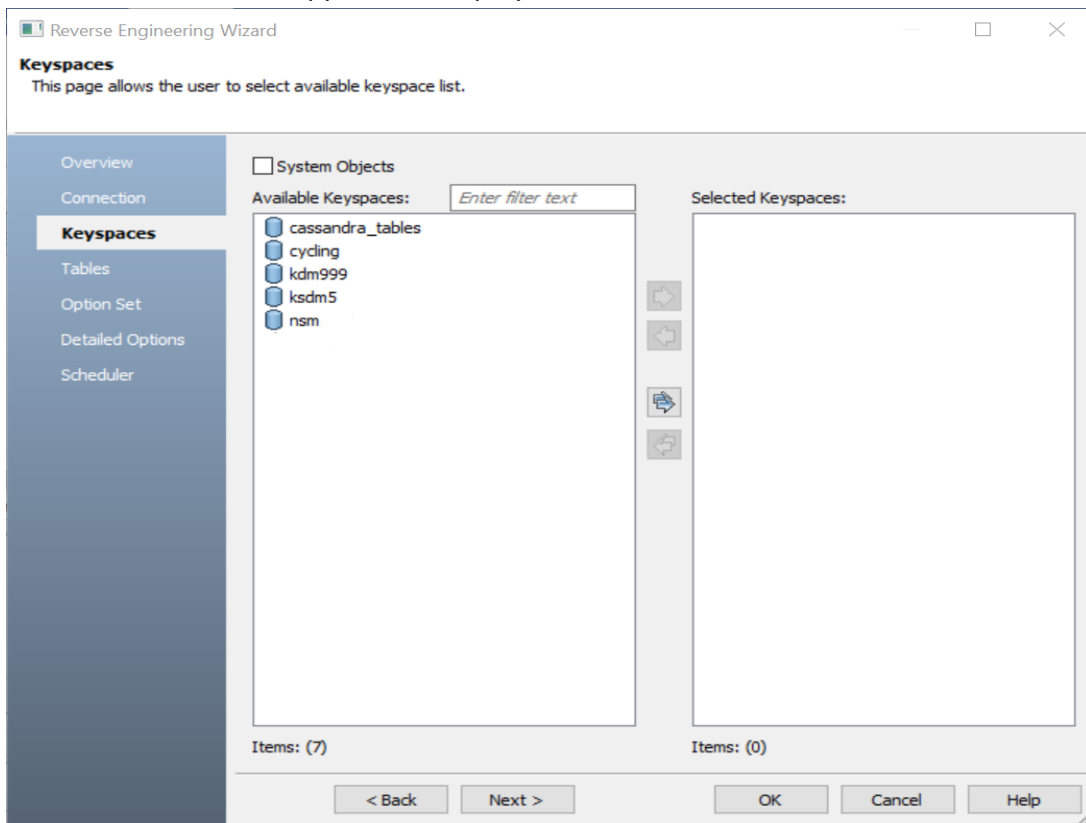 Reverse Engineering Wizard
Keyspaces
This page allows the user to select available keyspace list.
Overview
Connection
Keyspaces
Tables
Option Set
Detailed Options
Scheduler
System Objects
Available Keyspaces:
Enter filter text
cassandra_tables
cycling
kdm999
ksdm5
nsm
Items: (7)
Selected Keyspaces:
Items: (0)
< Back
Next >
OK
Cancel
Help